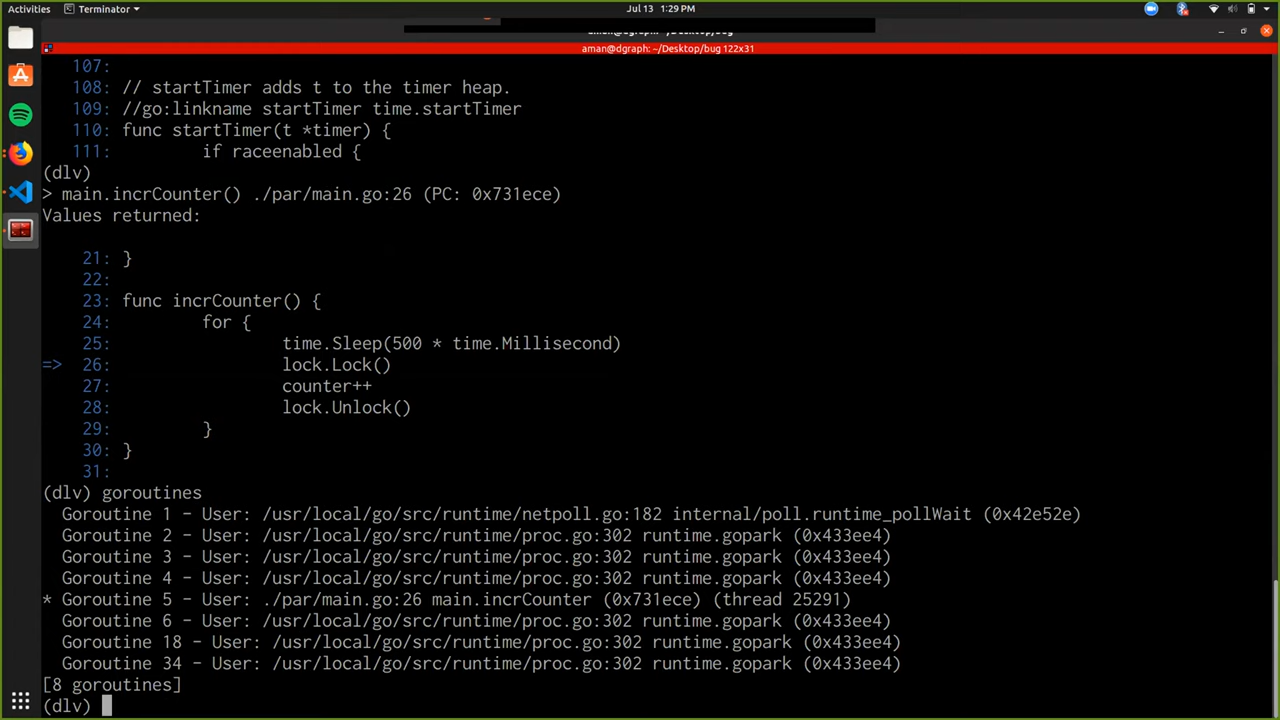 Activities
Terminator
Jul 13 1:29 PM
aman@dgraph: ~/Desktop/bug
aman@dgraph: ~/Desktop/bug 122x31
107:
108: // startTimer adds t to the timer heap.
109: //go:linkname startTimer time.startTimer
110: func startTimer(t *timer) {
111: if raceenabled {
(dlv)
> main.incrCounter() ./par/main.go:26 (PC: 0x731ece)
Values returned:
21: }
22:
23: func incrCounter() {
24: for {
25: time.Sleep(500 * time.Millisecond)
=> 26: lock.Lock()
27: counter++
28: lock.Unlock()
29: }
30: }
31:
(dlv) goroutines
Goroutine 1 - User: /usr/local/go/src/runtime/netpoll.go:182 internal/poll.runtime_pollWait (0x42e52e)
Goroutine 2 - User: /usr/local/go/src/runtime/proc.go:302 runtime.gopark (0x433ee4)
Goroutine 3 - User: /usr/local/go/src/runtime/proc.go:302 runtime.gopark (0x433ee4)
Goroutine 4 - User: /usr/local/go/src/runtime/proc.go:302 runtime.gopark (0x433ee4)
* Goroutine 5 - User: ./par/main.go:26 main.incrCounter (0x731ece) (thread 25291)
Goroutine 6 - User: /usr/local/go/src/runtime/proc.go:302 runtime.gopark (0x433ee4)
Goroutine 18 - User: /usr/local/go/src/runtime/proc.go:302 runtime.gopark (0x433ee4)
Goroutine 34 - User: /usr/local/go/src/runtime/proc.go:302 runtime.gopark (0x433ee4)
[8 goroutines]
(dlv)